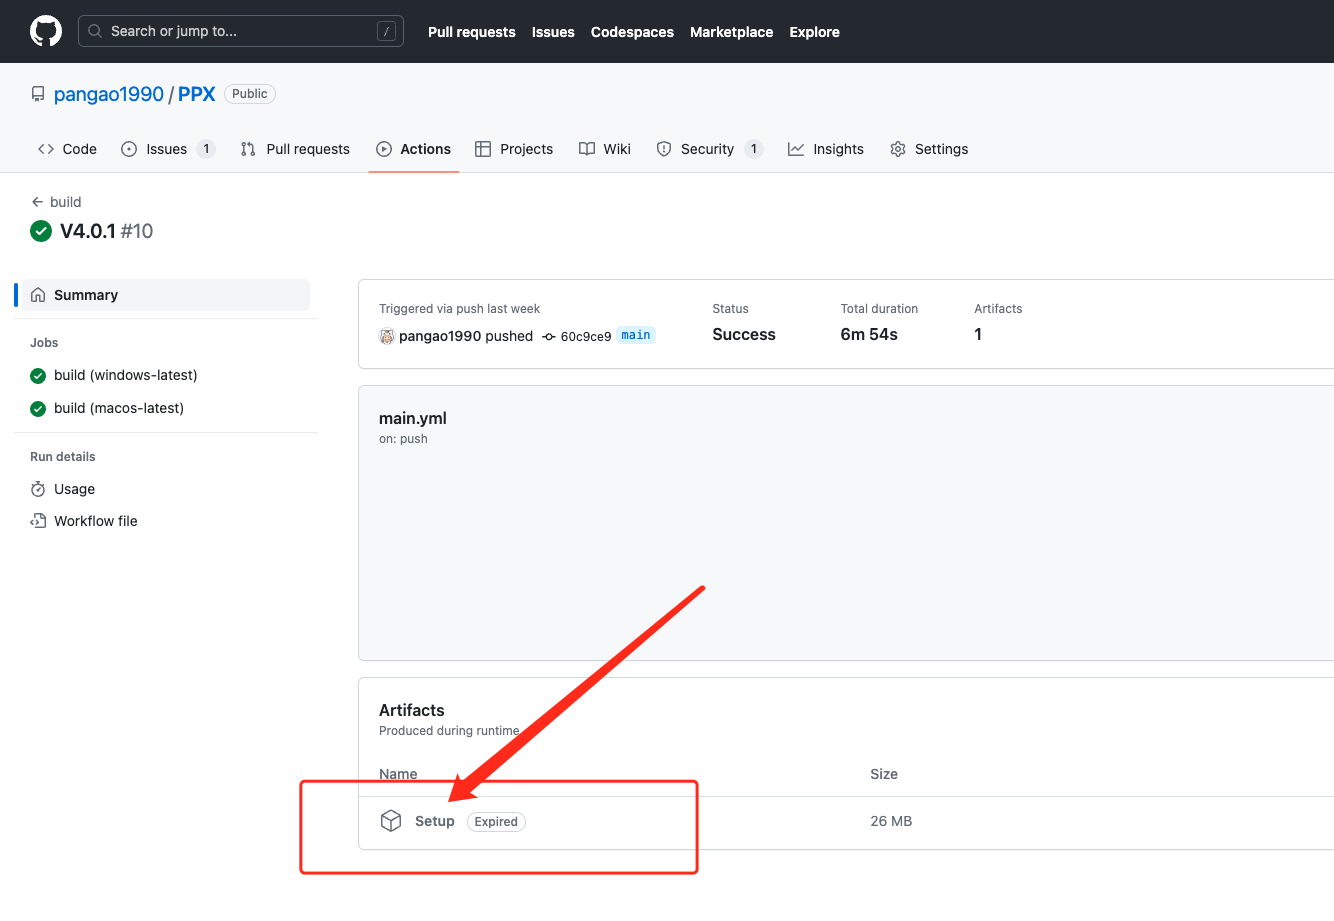 Search or jump to... / Pull requests Issues Codespaces Marketplace Explore
pangao1990 / PPX Public
Code Issues 1 Pull requests Actions Projects Wiki Security 1 Insights Settings
← build
V4.0.1 #10
Summary
Jobs
build (windows-latest)
build (macos-latest)
Run details
Usage
Workflow file
Triggered via push last week
pangao1990 pushed 60c9ce9 main
Status
Success
Total duration
6m 54s
Artifacts
1
main.yml
on: push
Artifacts
Produced during runtime
Name Size
Setup Expired 26 MB